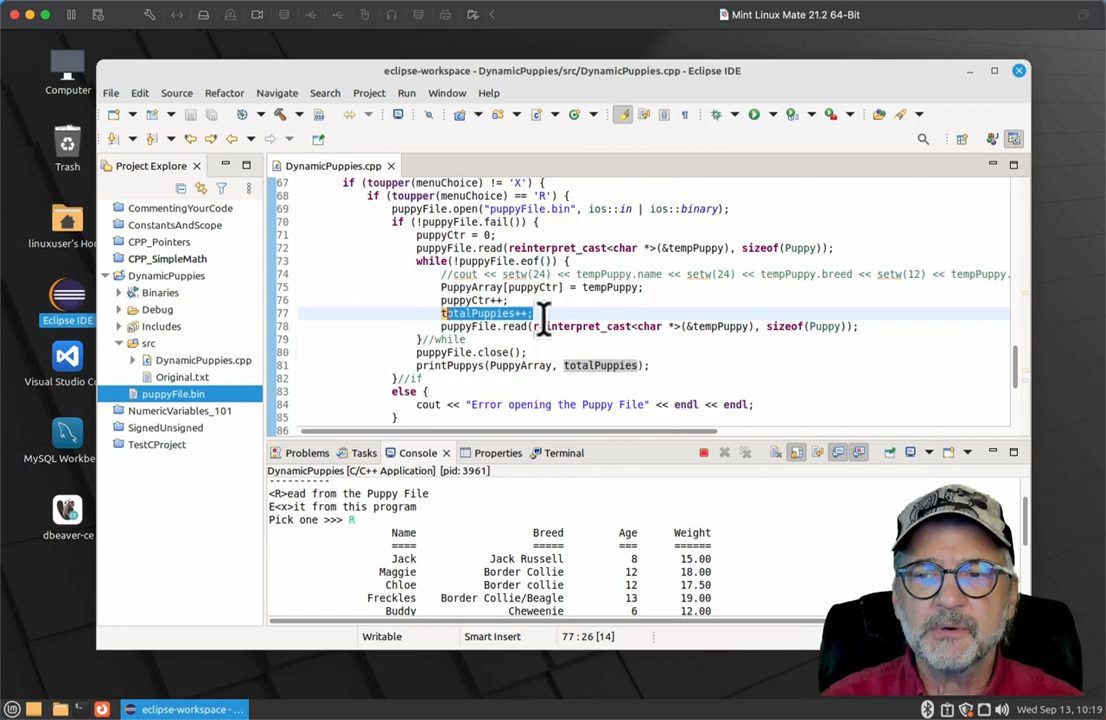 Mint Linux Mate 21.2 64-Bit
Computer
Trash
linuxuser's Hor
Eclipse IDE
Visual Studio Co
MySQL Workbe
dbeaver-ce
eclipse-workspace - DynamicPuppies/src/DynamicPuppies.cpp - Eclipse IDE
File Edit Source Refactor Navigate Search Project Run Window Help
Project Explorer
CommentingYourCode
ConstantsAndScope
CPP_Pointers
CPP_SimpleMath
DynamicPuppies
Binaries
Debug
Includes
src
DynamicPuppies.cpp
Original.txt
puppyFile.bin
NumericVariables_101
SignedUnsigned
TestCProject
DynamicPuppies.cpp
67 if (toupper(menuChoice) != 'X') {
68 if (toupper(menuChoice) == 'R') {
69 puppyFile.open("puppyFile.bin", ios::in | ios::binary);
70 if (!puppyFile.fail()) {
71 puppyCtr = 0;
72 puppyFile.read(reinterpret_cast<char *>(&tempPuppy), sizeof(Puppy));
73 while(!puppyFile.eof()) {
74 //cout << setw(24) << tempPuppy.name << setw(24) << tempPuppy.breed << setw(12) << tempPuppy.
75 PuppyArray[puppyCtr] = tempPuppy;
76 puppyCtr++;
77 totalPuppies++;
78 puppyFile.read(reinterpret_cast<char *>(&tempPuppy), sizeof(Puppy));
79 }//while
80 puppyFile.close();
81 printPuppys(PuppyArray, totalPuppies);
82 }//if
83 else {
84 cout << "Error opening the Puppy File" << endl << endl;
85 }
86
Problems Tasks Console Properties Terminal
DynamicPuppies [C/C++ Application] [pid: 3961]
----------
<R>ead from the Puppy File
E<x>it from this program
Pick one >>> R
Name Breed Age Weight
==== ===== === ======
Jack Jack Russell 8 15.00
Maggie Border Collie 12 18.00
Chloe Border collie 12 17.50
Freckles Border Collie/Beagle 13 19.00
Buddy Cheweenie 6 12.00
Writable Smart Insert 77 : 26 [14]
eclipse-workspace - ...
Wed Sep 13, 10:19